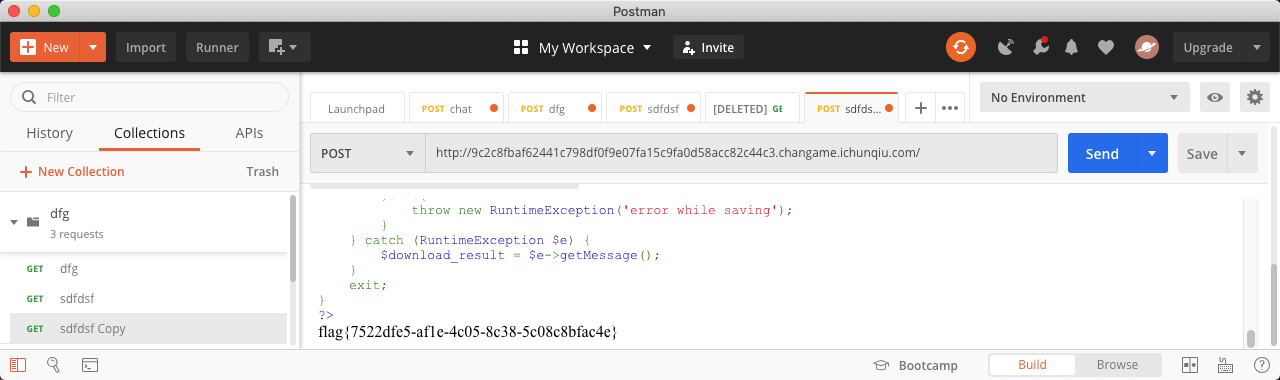 Postman
New
Import
Runner
My Workspace
Invite
Upgrade
Filter
History Collections APIs
+ New Collection
Trash
dfg
3 requests
GET dfg
GET sdfdsf
GET sdfdsf Copy
Launchpad
POST chat
POST dfg
POST sdfdsf
[DELETED] GE
POST sdfds...
+
•••
No Environment
POST
http://9c2c8fbaf62441c798df0f9e07fa15c9fa0d58acc82c44c3.changame.ichunqiu.com/
Send
Save
throw new RuntimeException('error while saving');
}
} catch (RuntimeException $e) {
$download_result = $e->getMessage();
}
exit;
}
?>
flag{7522dfe5-af1e-4c05-8c38-5c08c8bfac4e}
Bootcamp
Build
Browse